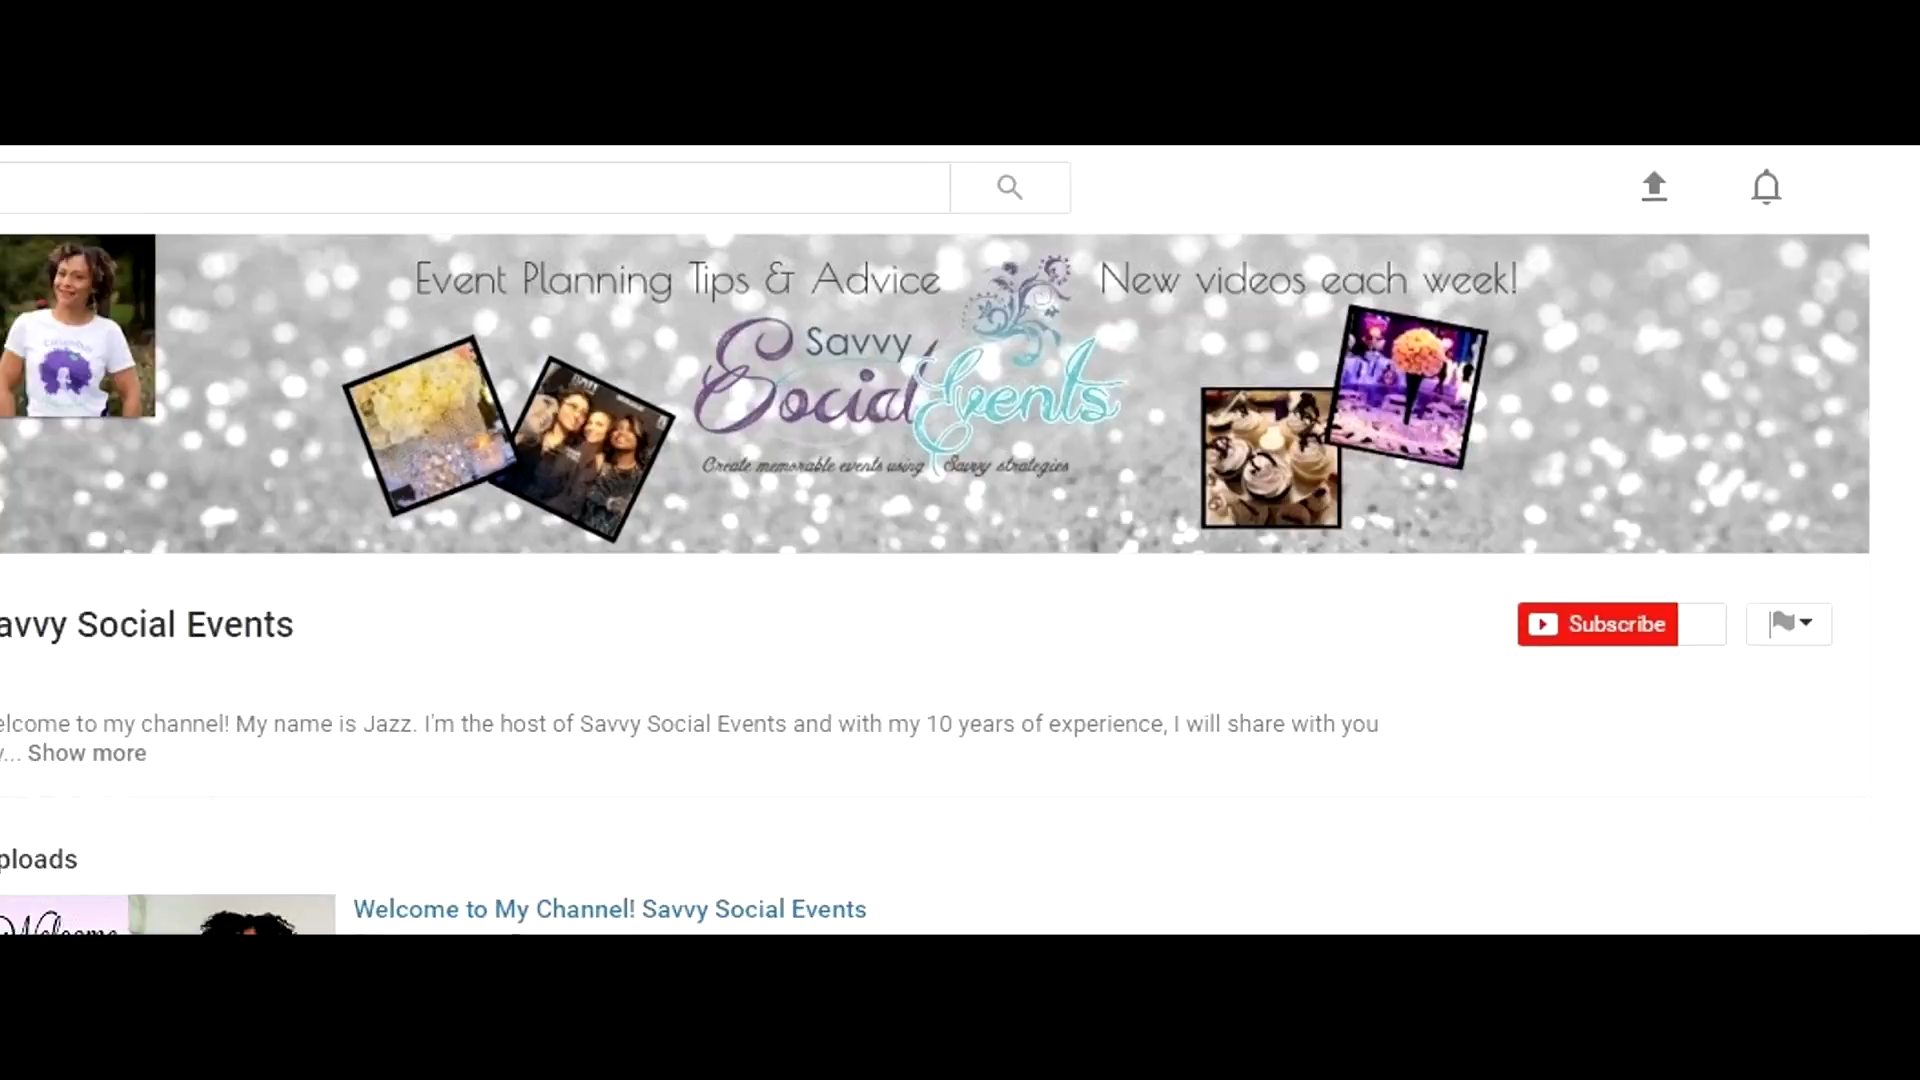 Event Planning Tips & Advice
New videos each week!
Savvy
Social Events
Create memorable events using Savvy strategies
avvy Social Events
Subscribe
elcome to my channel! My name is Jazz. I'm the host of Savvy Social Events and with my 10 years of experience, I will share with you
y... Show more
ploads
Welcome to My Channel! Savvy Social Events
Welcome